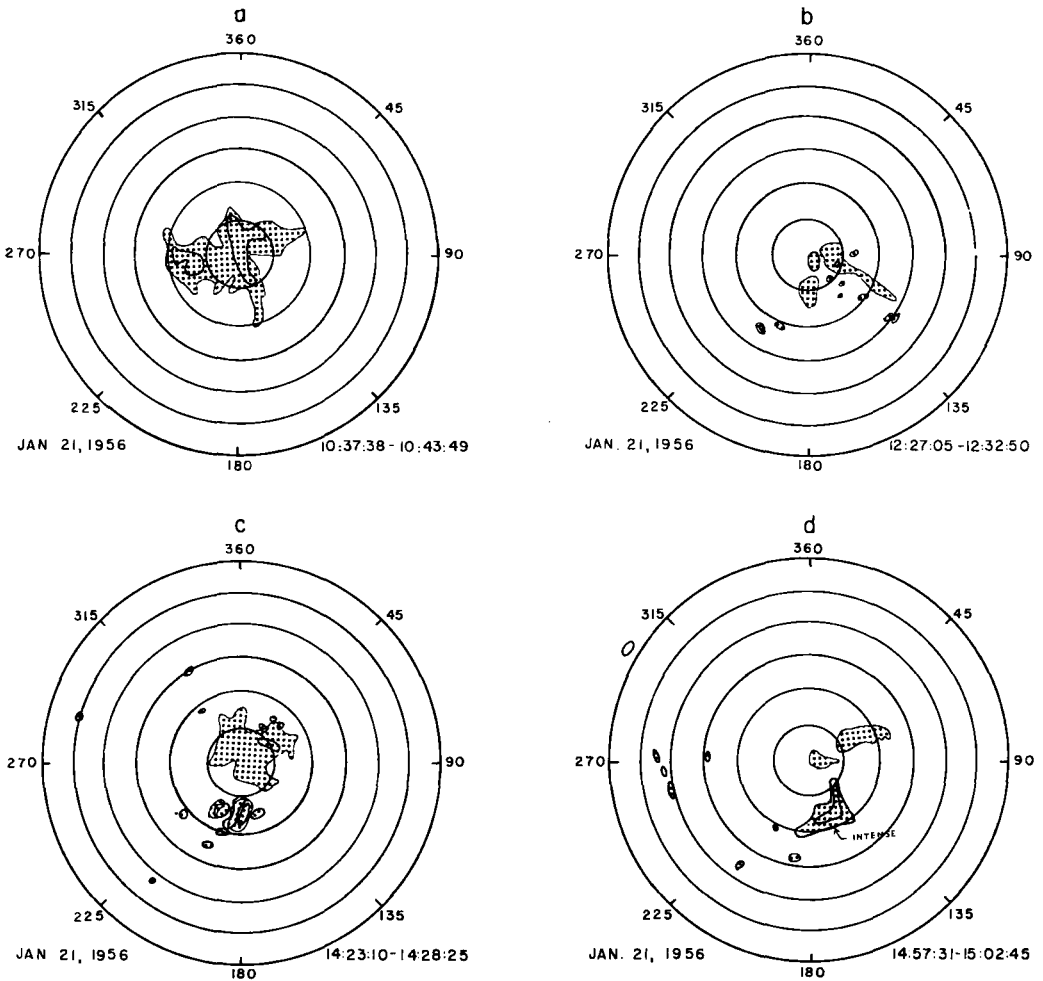 a
360
315 45
270 90
225 135
JAN 21, 1956 10:37:38-10:43:49
180
b
360
315 45
270 90
225 135
JAN. 21, 1956 12:27:05-12:32:50
180
c
360
315 45
270 90
225 135
JAN 21, 1956 14:23:10-14:28:25
180
d
360
315 45
270 90
INTENSE
225 135
JAN. 21, 1956 14.57:31-15:02:45
180